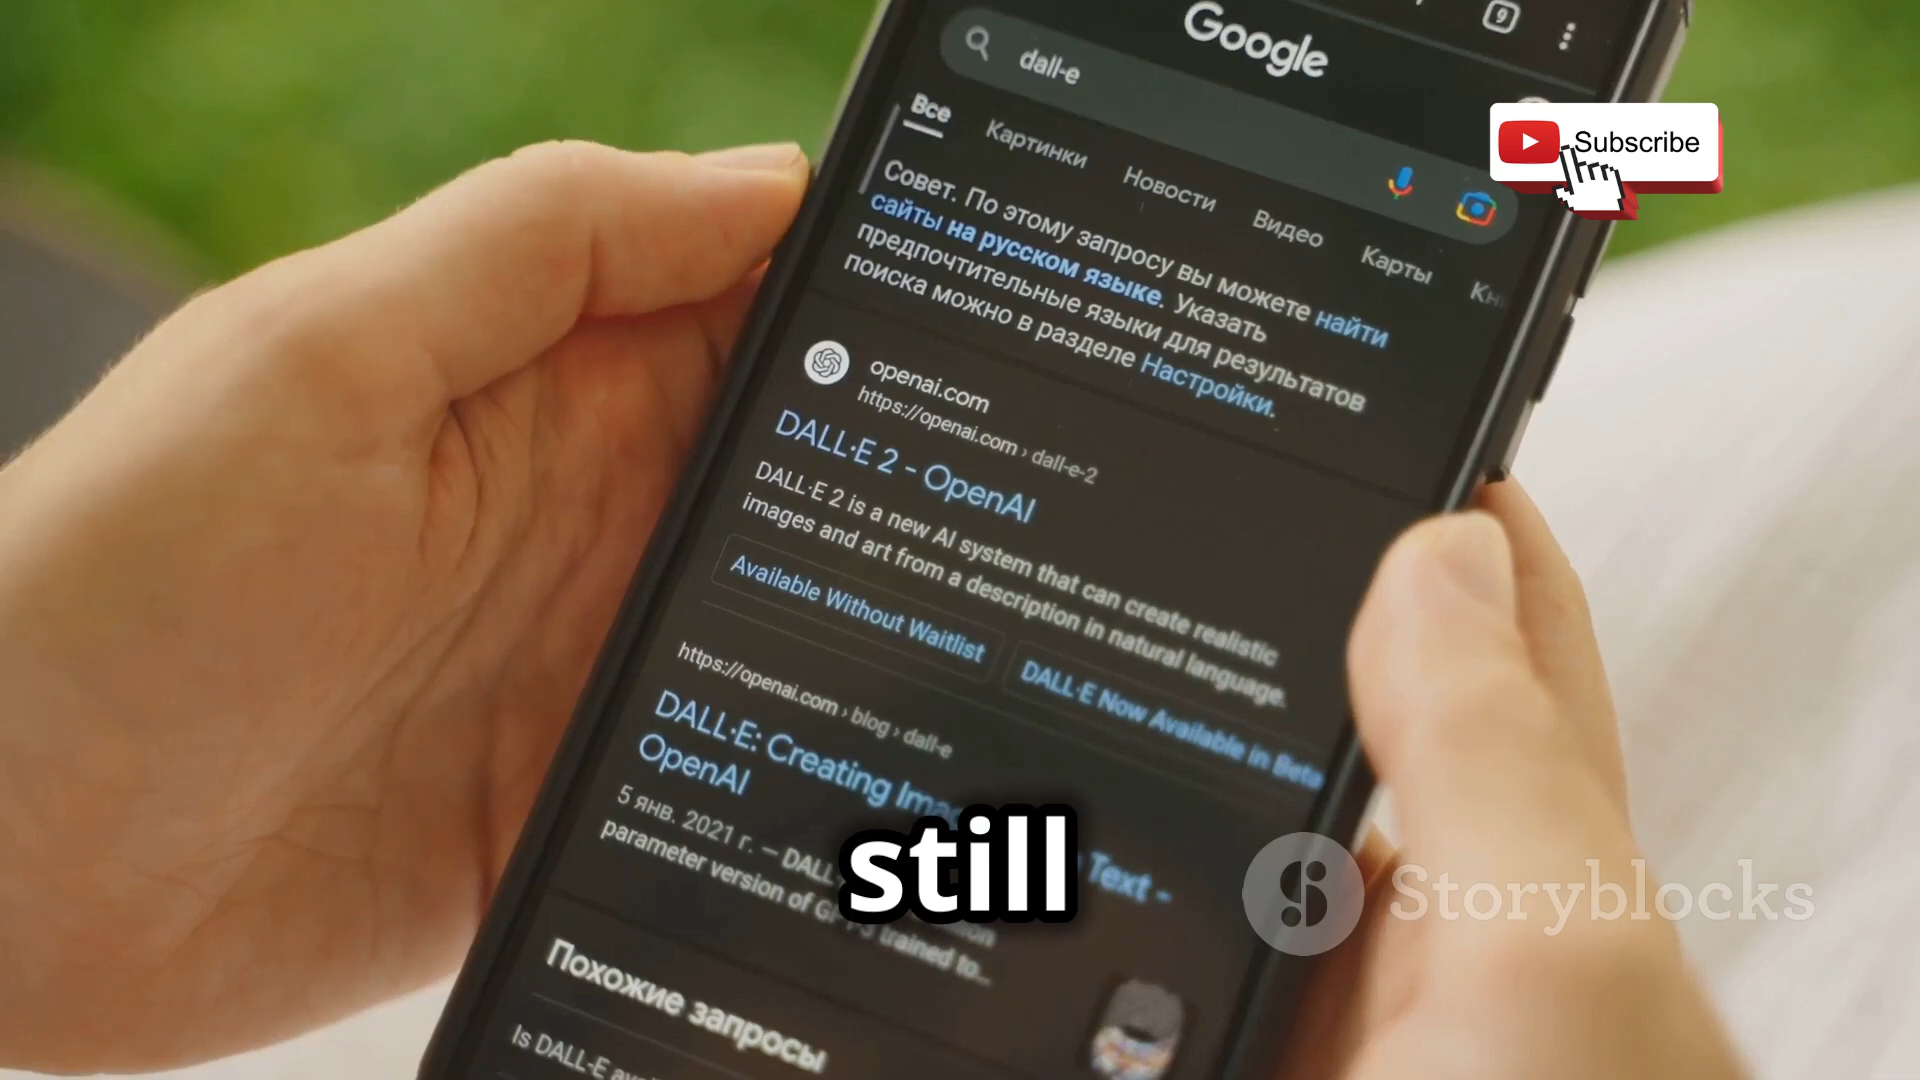 9
Google
dall-e
Subscribe
Все Картинки Новости Видео Карты
Совет. По этому запросу вы можете найти
сайты на русском языке. Указать
предпочтительные языки для результатов
поиска можно в разделе Настройки.
openai.com
https://openai.com › dall-e-2
DALL·E 2 - OpenAI
DALL·E 2 is a new AI system that can create realistic
images and art from a description in natural language.
Available Without Waitlist
DALL·E Now Available in Beta
https://openai.com › blog › dall-e
DALL·E: Creating Text -
OpenAI
5 янв. 2021 г. — DALL
parameter version of trained to...
still
Storyblocks
Похожие запросы
Is DALL-E